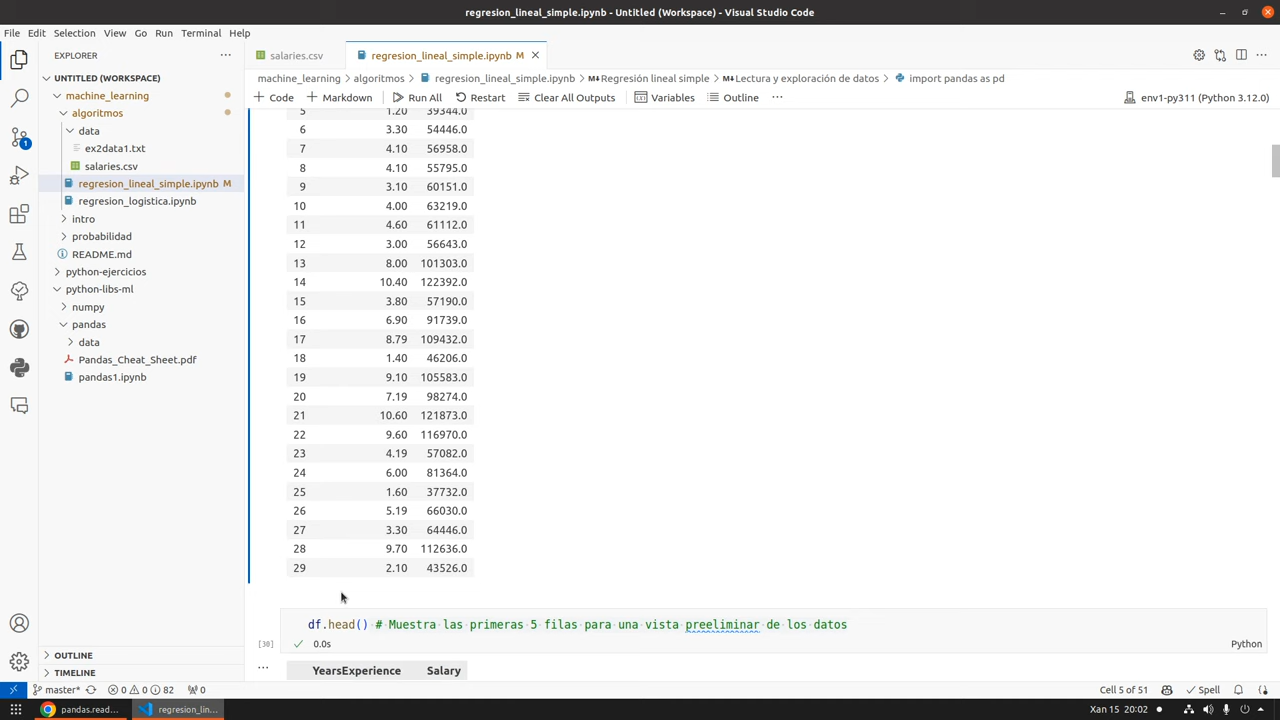 regresion_lineal_simple.ipynb - Untitled (Workspace) - Visual Studio Code
File Edit Selection View Go Run Terminal Help
EXPLORER
UNTITLED (WORKSPACE)
machine_learning
algoritmos
data
ex2data1.txt
salaries.csv
regresion_lineal_simple.ipynb M
regresion_logistica.ipynb
intro
probabilidad
README.md
python-ejercicios
python-libs-ml
numpy
pandas
data
Pandas_Cheat_Sheet.pdf
pandas1.ipynb
OUTLINE
TIMELINE
1
salaries.csv
regresion_lineal_simple.ipynb M
machine_learning > algoritmos > regresion_lineal_simple.ipynb > M↓Regresión lineal simple > M↓Lectura y exploración de datos > import pandas as pd
+ Code + Markdown Run All Restart Clear All Outputs Variables Outline ···
env1-py311 (Python 3.12.0)
5 1.20 39344.0
6 3.30 54446.0
7 4.10 56958.0
8 4.10 55795.0
9 3.10 60151.0
10 4.00 63219.0
11 4.60 61112.0
12 3.00 56643.0
13 8.00 101303.0
14 10.40 122392.0
15 3.80 57190.0
16 6.90 91739.0
17 8.79 109432.0
18 1.40 46206.0
19 9.10 105583.0
20 7.19 98274.0
21 10.60 121873.0
22 9.60 116970.0
23 4.19 57082.0
24 6.00 81364.0
25 1.60 37732.0
26 5.19 66030.0
27 3.30 64446.0
28 9.70 112636.0
29 2.10 43526.0
df.head() # Muestra las primeras 5 filas para una vista preeliminar de los datos
[30] 0.0s Python
YearsExperience Salary
master* 0 0 82 0 Cell 5 of 51 Spell
pandas.read... regresion_lin... Xan 15 20:02